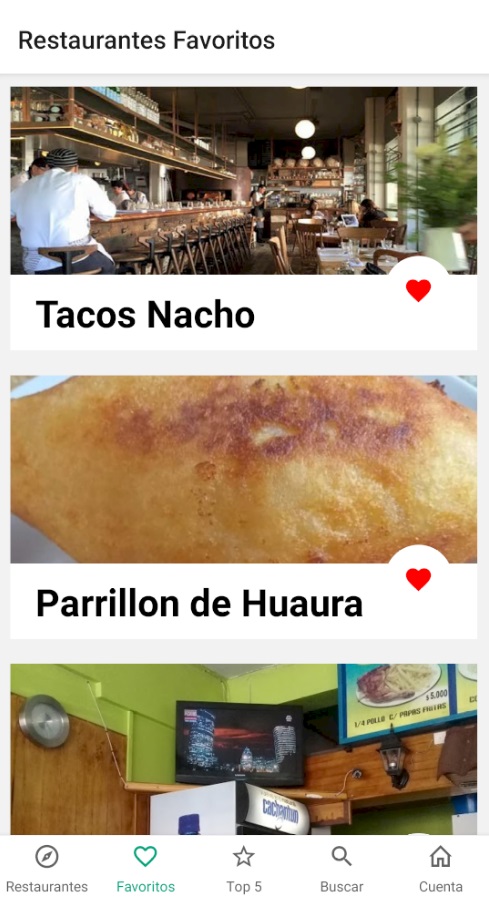 Restaurantes Favoritos
Tacos Nacho
Parrillon de Huaura
$5.000
1/4 POLLO C/ PAPAS FRITAS
cachantun
Restaurantes
Favoritos
Top 5
Buscar
Cuenta